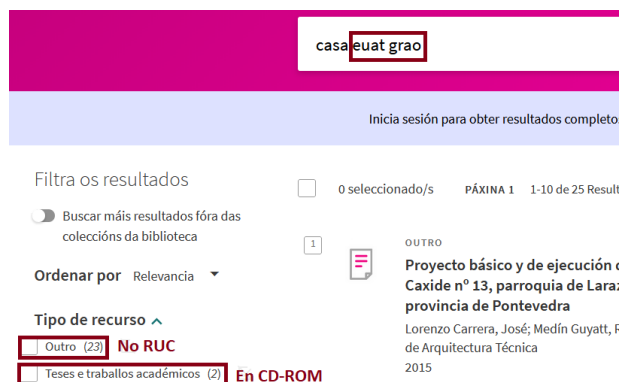 casa euat grao
Inicia sesión para obter resultados completos
Filtra os resultados
Buscar máis resultados fóra das
coleccións da biblioteca
Ordenar por Relevancia
Tipo de recurso
Outro (23) No RUC
Teses e traballos académicos (2) En CD-ROM
0 seleccionado/s PÁXINA 1 1-10 de 25 Result
1
OUTRO
Proyecto básico y de ejecución
Caxide nº 13, parroquia de Lara
provincia de Pontevedra
Lorenzo Carrera, José; Medín Guyatt, R
de Arquitectura Técnica
2015